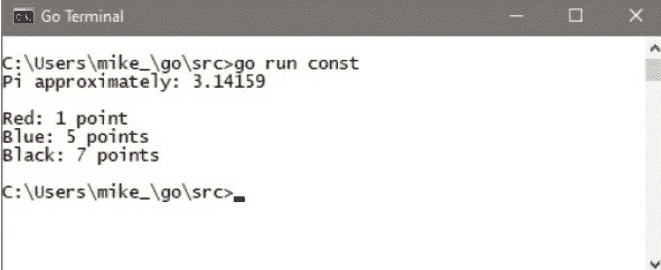 Go Terminal
C:\Users\mike_\go\src>go run const
Pi approximately: 3.14159
Red: 1 point
Blue: 5 points
Black: 7 points
C:\Users\mike_\go\src>